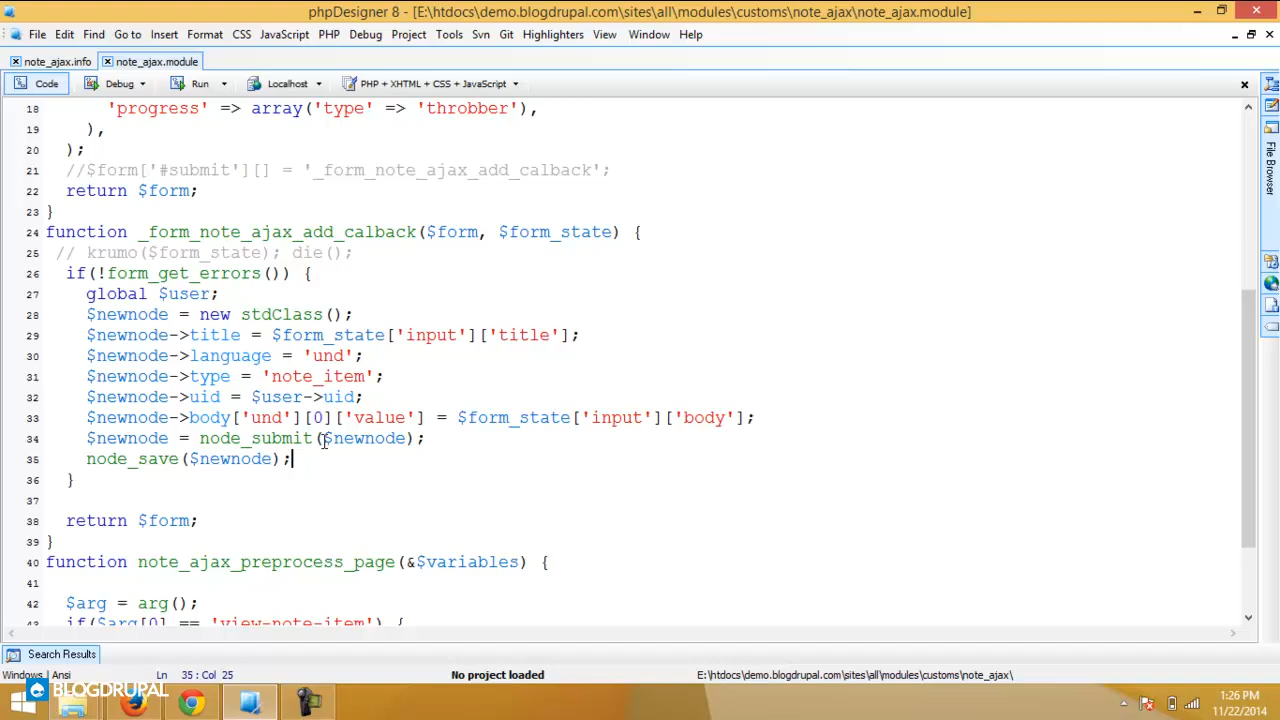 phpDesigner 8 - [E:\htdocs\demo.blogdrupal.com\sites\all\modules\customs\note_ajax\note_ajax.module]
File Edit Find Go to Insert Format CSS JavaScript PHP Debug Project Tools Svn Git Highlighters View Window Help
note_ajax.info note_ajax.module
Code Debug Run Localhost PHP + XHTML + CSS + JavaScript
18 'progress' => array('type' => 'throbber'),
19 ),
20 );
21 //$form['#submit'][] = '_form_note_ajax_add_calback';
22 return $form;
23 }
24 function _form_note_ajax_add_calback($form, $form_state) {
25 // krumo($form_state); die();
26 if(!form_get_errors()) {
27 global $user;
28 $newnode = new stdClass();
29 $newnode->title = $form_state['input']['title'];
30 $newnode->language = 'und';
31 $newnode->type = 'note_item';
32 $newnode->uid = $user->uid;
33 $newnode->body['und'][0]['value'] = $form_state['input']['body'];
34 $newnode = node_submit($newnode);
35 node_save($newnode);
36 }
37
38 return $form;
39 }
40 function note_ajax_preprocess_page(&$variables) {
41
42 $arg = arg();
43 if($arg[0] == 'view-note-item') {
File Browser
Search Results
Windows | Ansi Ln 35 : Col 25 No project loaded E:\htdocs\demo.blogdrupal.com\sites\all\modules\customs\note_ajax\
BLOGDRUPAL
1:26 PM
11/22/2014